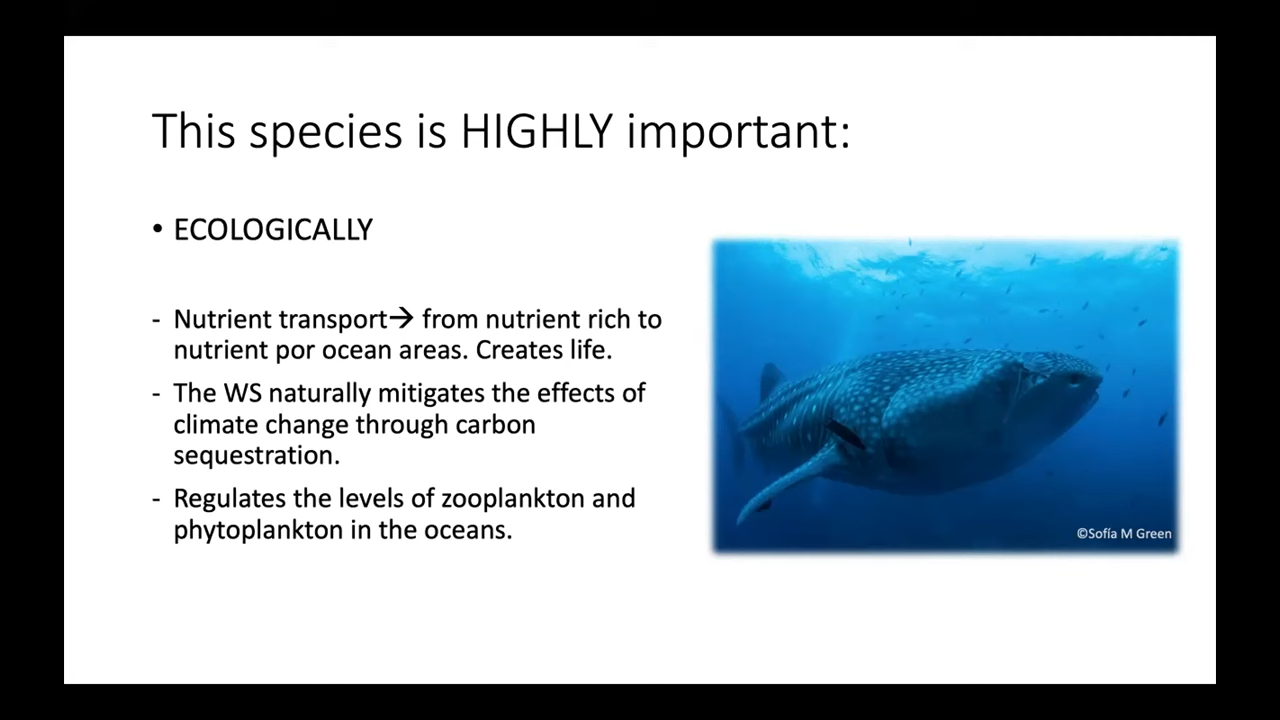 This species is HIGHLY important:
• ECOLOGICALLY
- Nutrient transport→ from nutrient rich to
nutrient por ocean areas. Creates life.
- The WS naturally mitigates the effects of
climate change through carbon
sequestration.
- Regulates the levels of zooplankton and
phytoplankton in the oceans.
©Sofía M Green